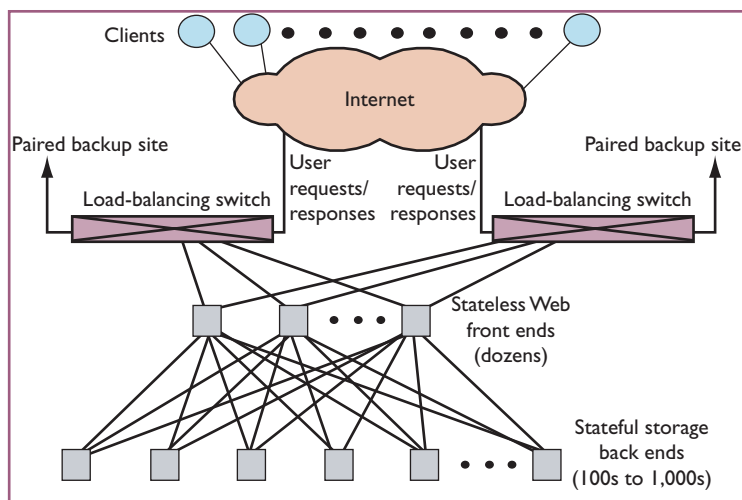 Clients
Internet
Paired backup site
Paired backup site
User
requests/
responses
User
requests/
responses
Load-balancing switch
Load-balancing switch
Stateless Web
front ends
(dozens)
Stateful storage
back ends
(100s to 1,000s)